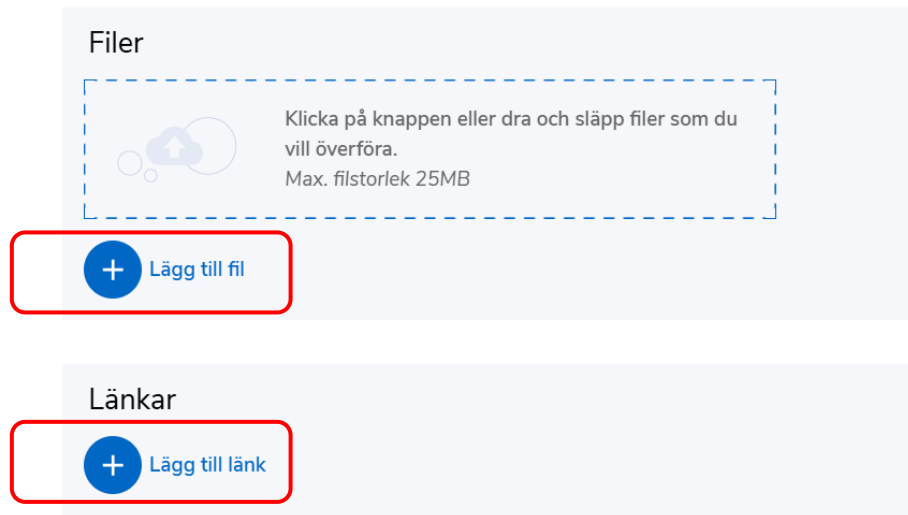 Filer
Klicka på knappen eller dra och släpp filer som du
vill överföra.
Max. filstorlek 25MB
Lägg till fil
Länkar
Lägg till länk